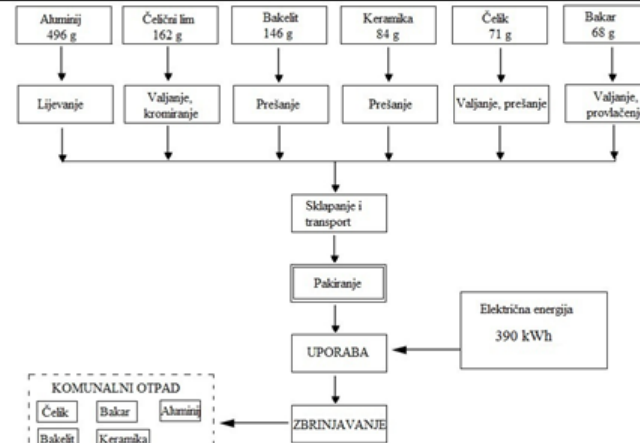 Aluminij
496 g
Čelični lim
162 g
Bakelit
146 g
Keramika
84 g
Čelik
71 g
Bakar
68 g
Lijevanje
Valjanje,
kromiranje
Prešanje
Prešanje
Valjanje, prešanje
Valjanje,
Sklapanje i
transport
Pakiranje
Električna energija
390 kWh
UPORABA
KOMUNALNI OTPAD
Čelik
Bakar
Aluminij
ZBRINJAVANJE
Bakelit
Keramika